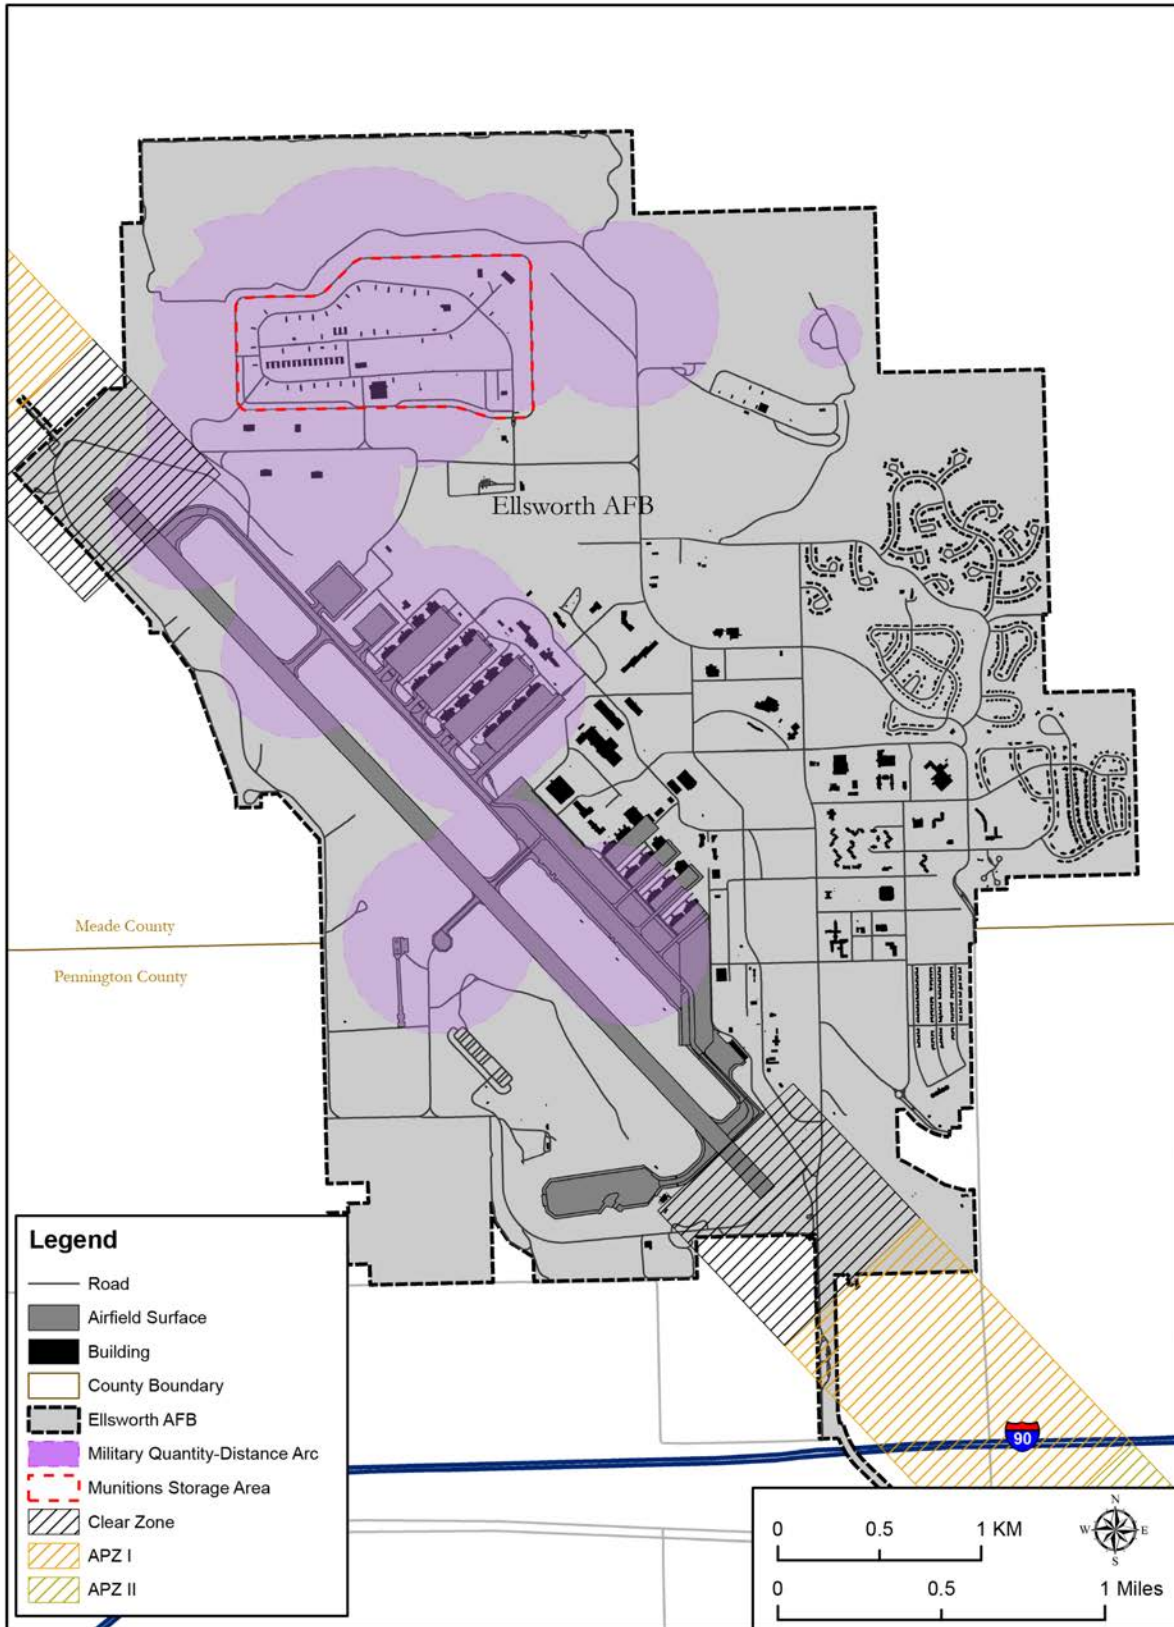 Ellsworth AFB
Meade County
Pennington County
Legend
Road
Airfield Surface
Building
County Boundary
Ellsworth AFB
Military Quantity-Distance Arc
Munitions Storage Area
Clear Zone
APZ I
APZ II
90
0 0.5 1 KM
N
W E
S
0 0.5 1 Miles